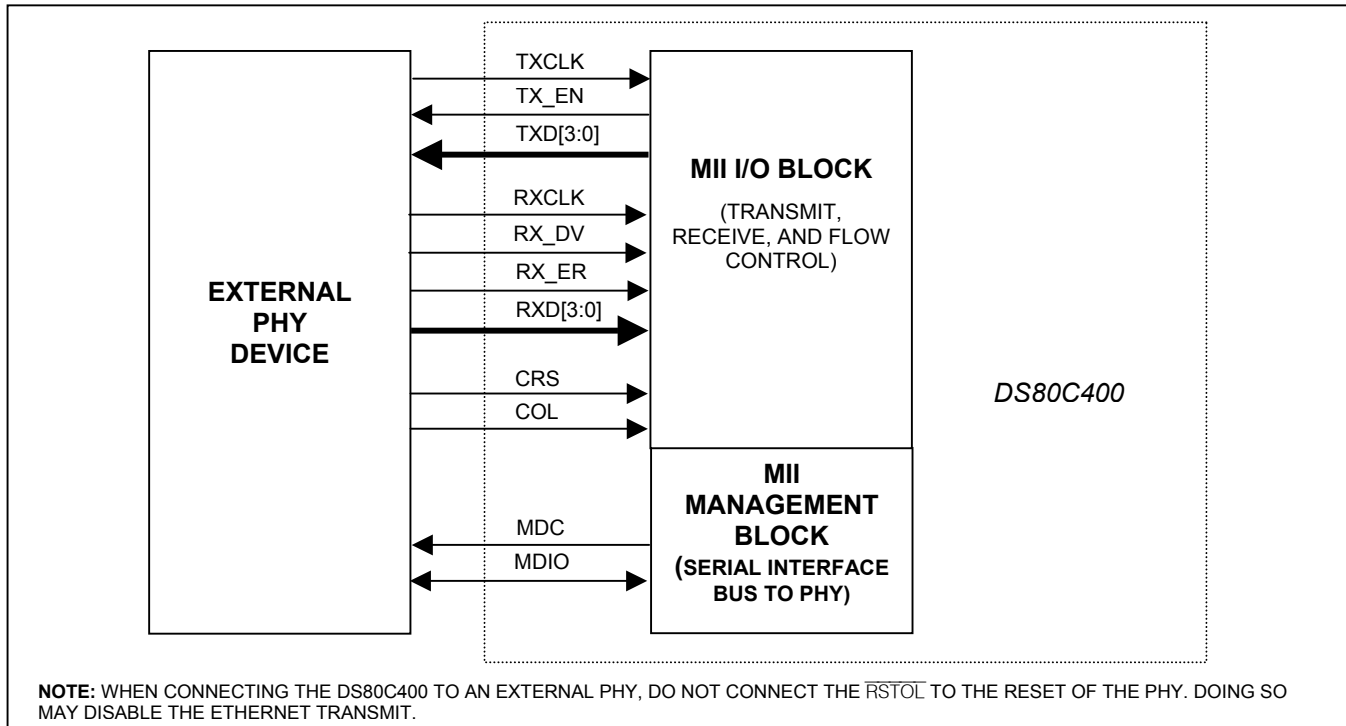 TXCLK
TX_EN
TXD[3:0]
RXCLK
RX_DV
RX_ER
RXD[3:0]
CRS
COL
MDC
MDIO
EXTERNAL
PHY
DEVICE
MII I/O BLOCK
(TRANSMIT,
RECEIVE, AND FLOW
CONTROL)
MII
MANAGEMENT
BLOCK
(SERIAL INTERFACE
BUS TO PHY)
DS80C400
NOTE: WHEN CONNECTING THE DS80C400 TO AN EXTERNAL PHY, DO NOT CONNECT THE RSTOL TO THE RESET OF THE PHY. DOING SO
MAY DISABLE THE ETHERNET TRANSMIT.